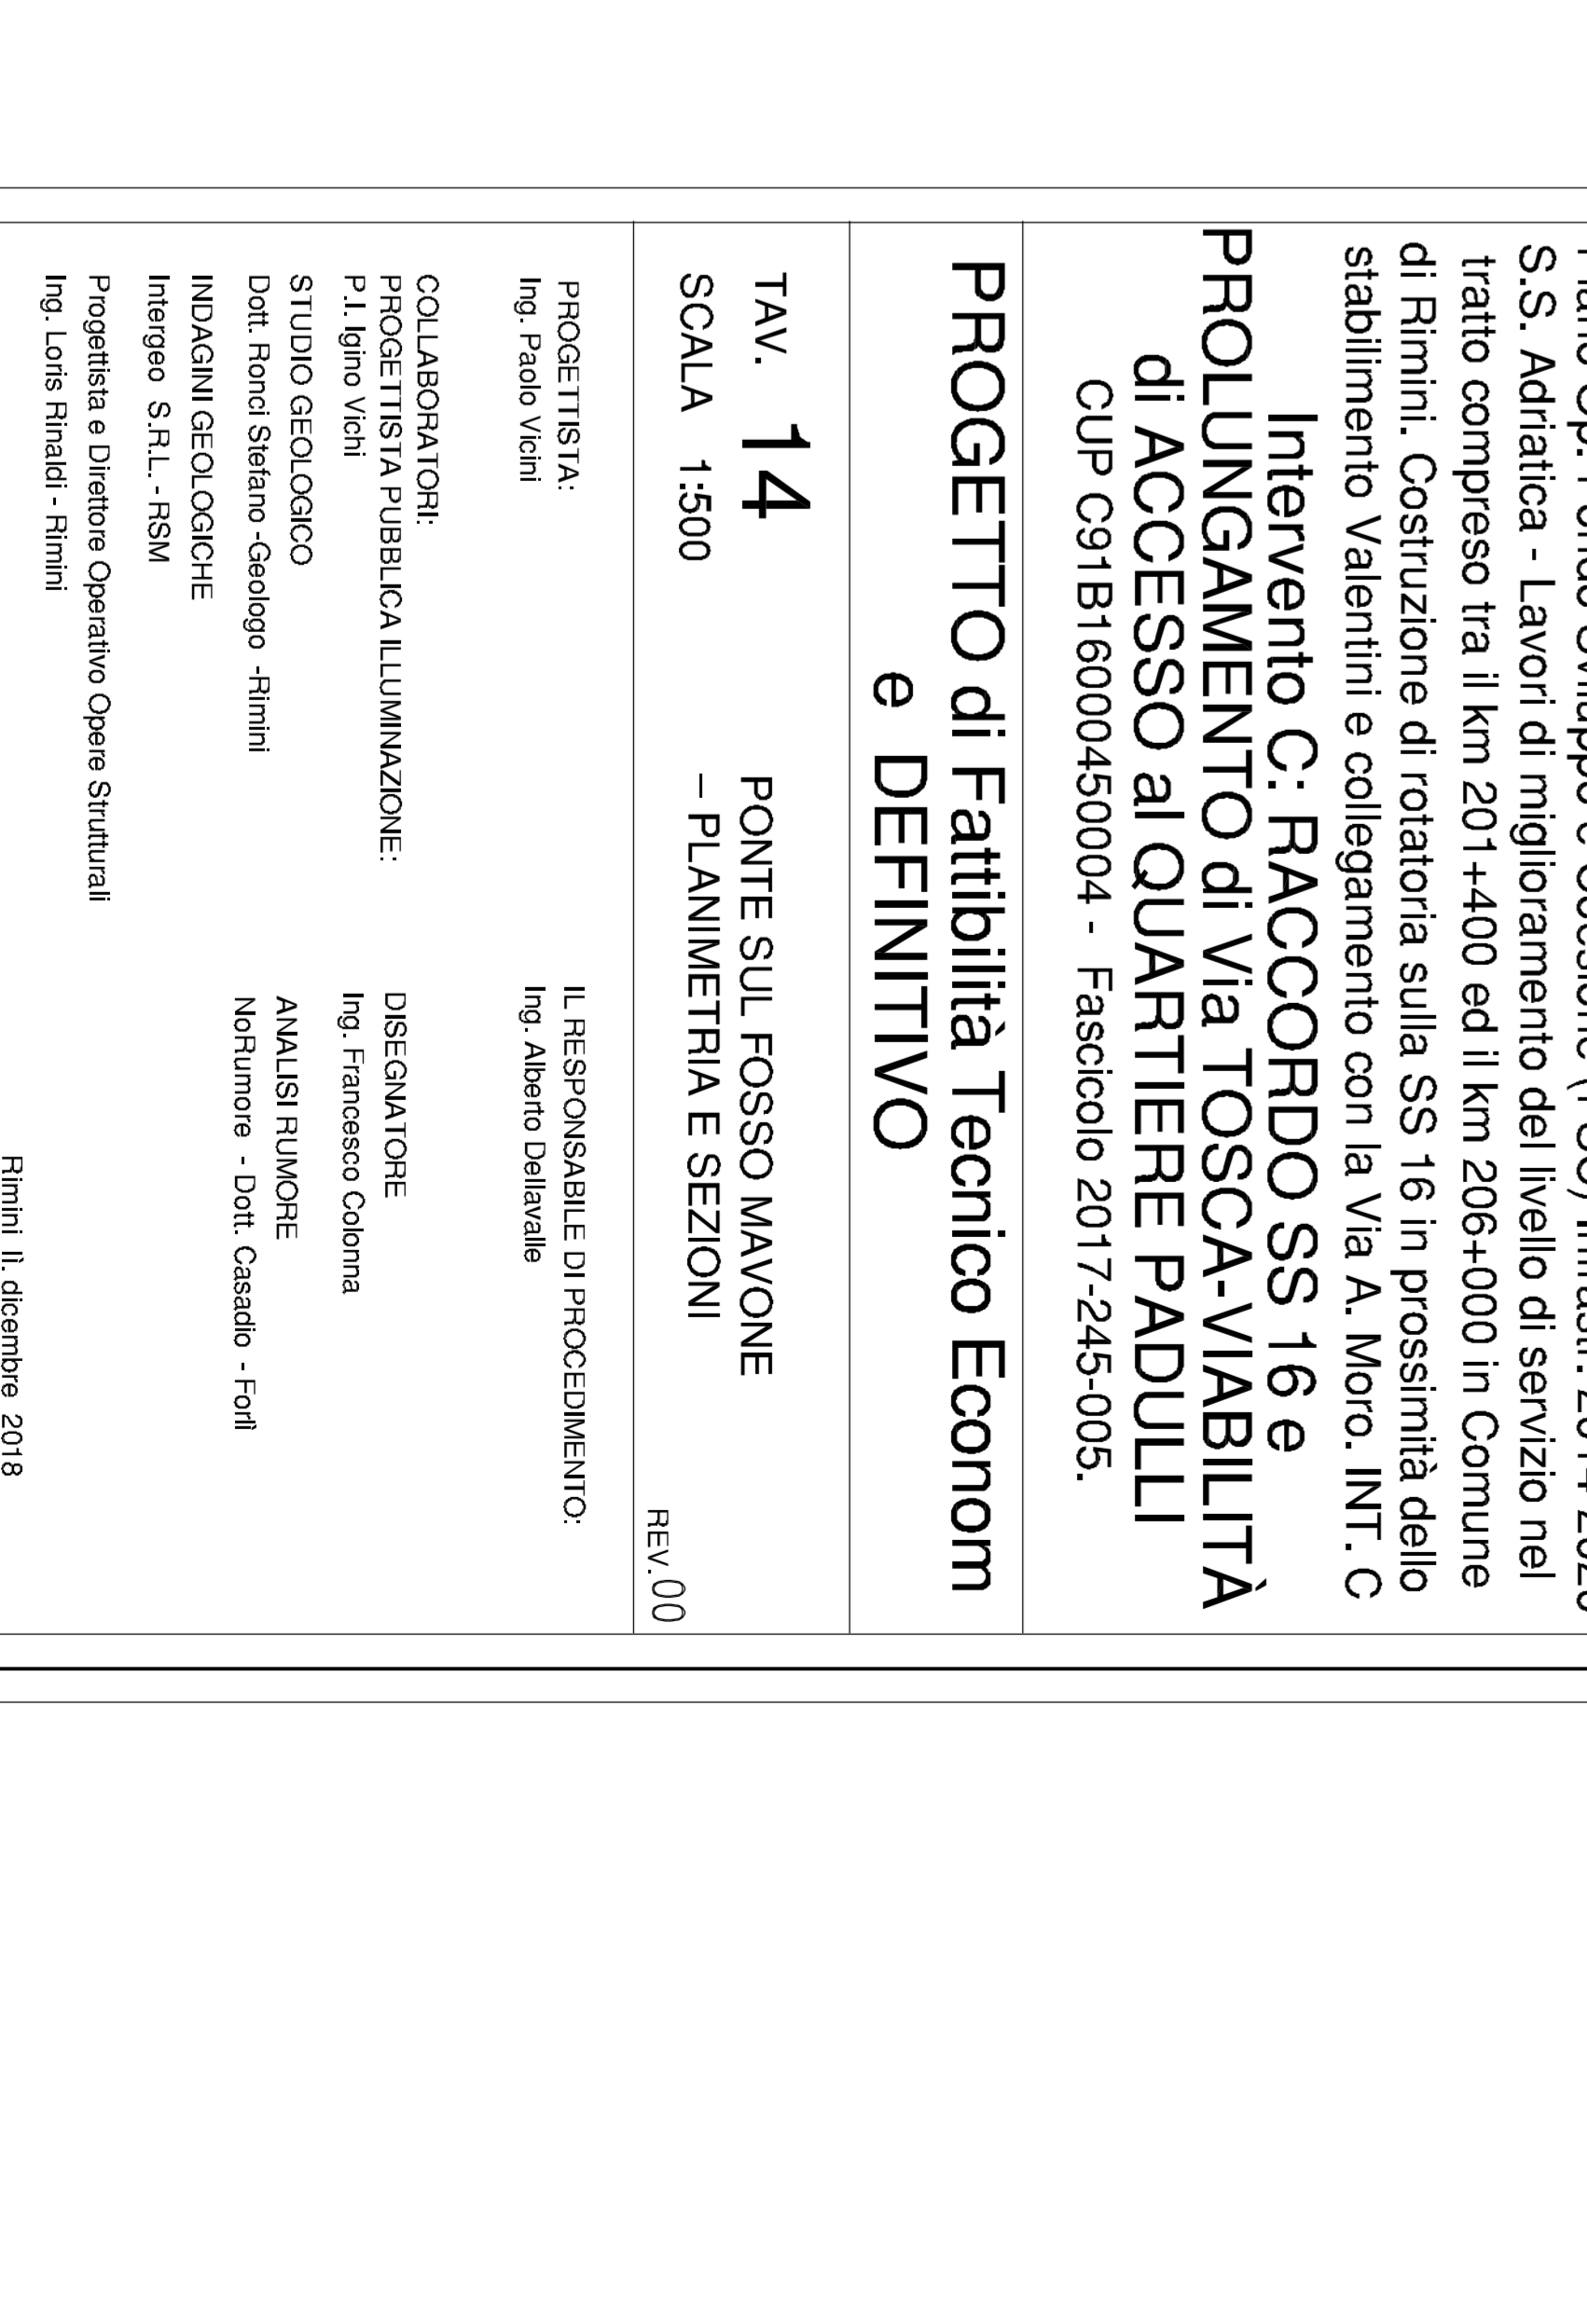 S.S. Adriatica - Lavori di miglioramento del livello di servizio nel
tratto compreso tra il km 201+400 ed il km 206+000 in Comune
di Rimini. Costruzione di rotatoria sulla SS 16 in prossimità dello
stabilimento Valentini e collegamento con la Via A. Moro. INT. C
Intervento C: RACCORDO SS 16 e
PROLUNGAMENTO di Via TOSCA-VIABILITÀ
di ACCESSO al QUARTIERE PADULLI
CUP C91B16000450004 - Fascicolo 2017-245-005.
PROGETTO di Fattibilità Tecnico Econom
e DEFINITIVO
TAV. 14
SCALA 1:500
PONTE SUL FOSSO MAVONE
– PLANIMETRIA E SEZIONI
REV. 00
PROGETTISTA:
Ing. Paolo Vicini
IL RESPONSABILE DI PROCEDIMENTO:
Ing. Alberto Dellavalle
COLLABORATORI:
PROGETTISTA PUBBLICA ILLUMINAZIONE:
P.I. Igino Vichi
STUDIO GEOLOGICO
Dott. Ronci Stefano -Geologo -Rimini
INDAGINI GEOLOGICHE
Intergeo S.R.L. - RSM
Progettista e Direttore Operativo Opere Strutturali
Ing. Loris Rinaldi - Rimini
DISEGNATORE
Ing. Francesco Colonna
ANALISI RUMORE
NoRumore - Dott. Casadio - Forlì
Rimini lì. dicembre 2018